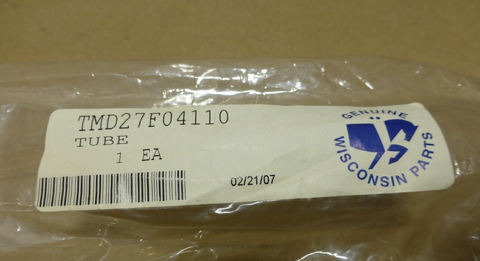 TMD27F04110
TUBE
1 EA
02/21/07
GENUINE
WISCONSIN PARTS